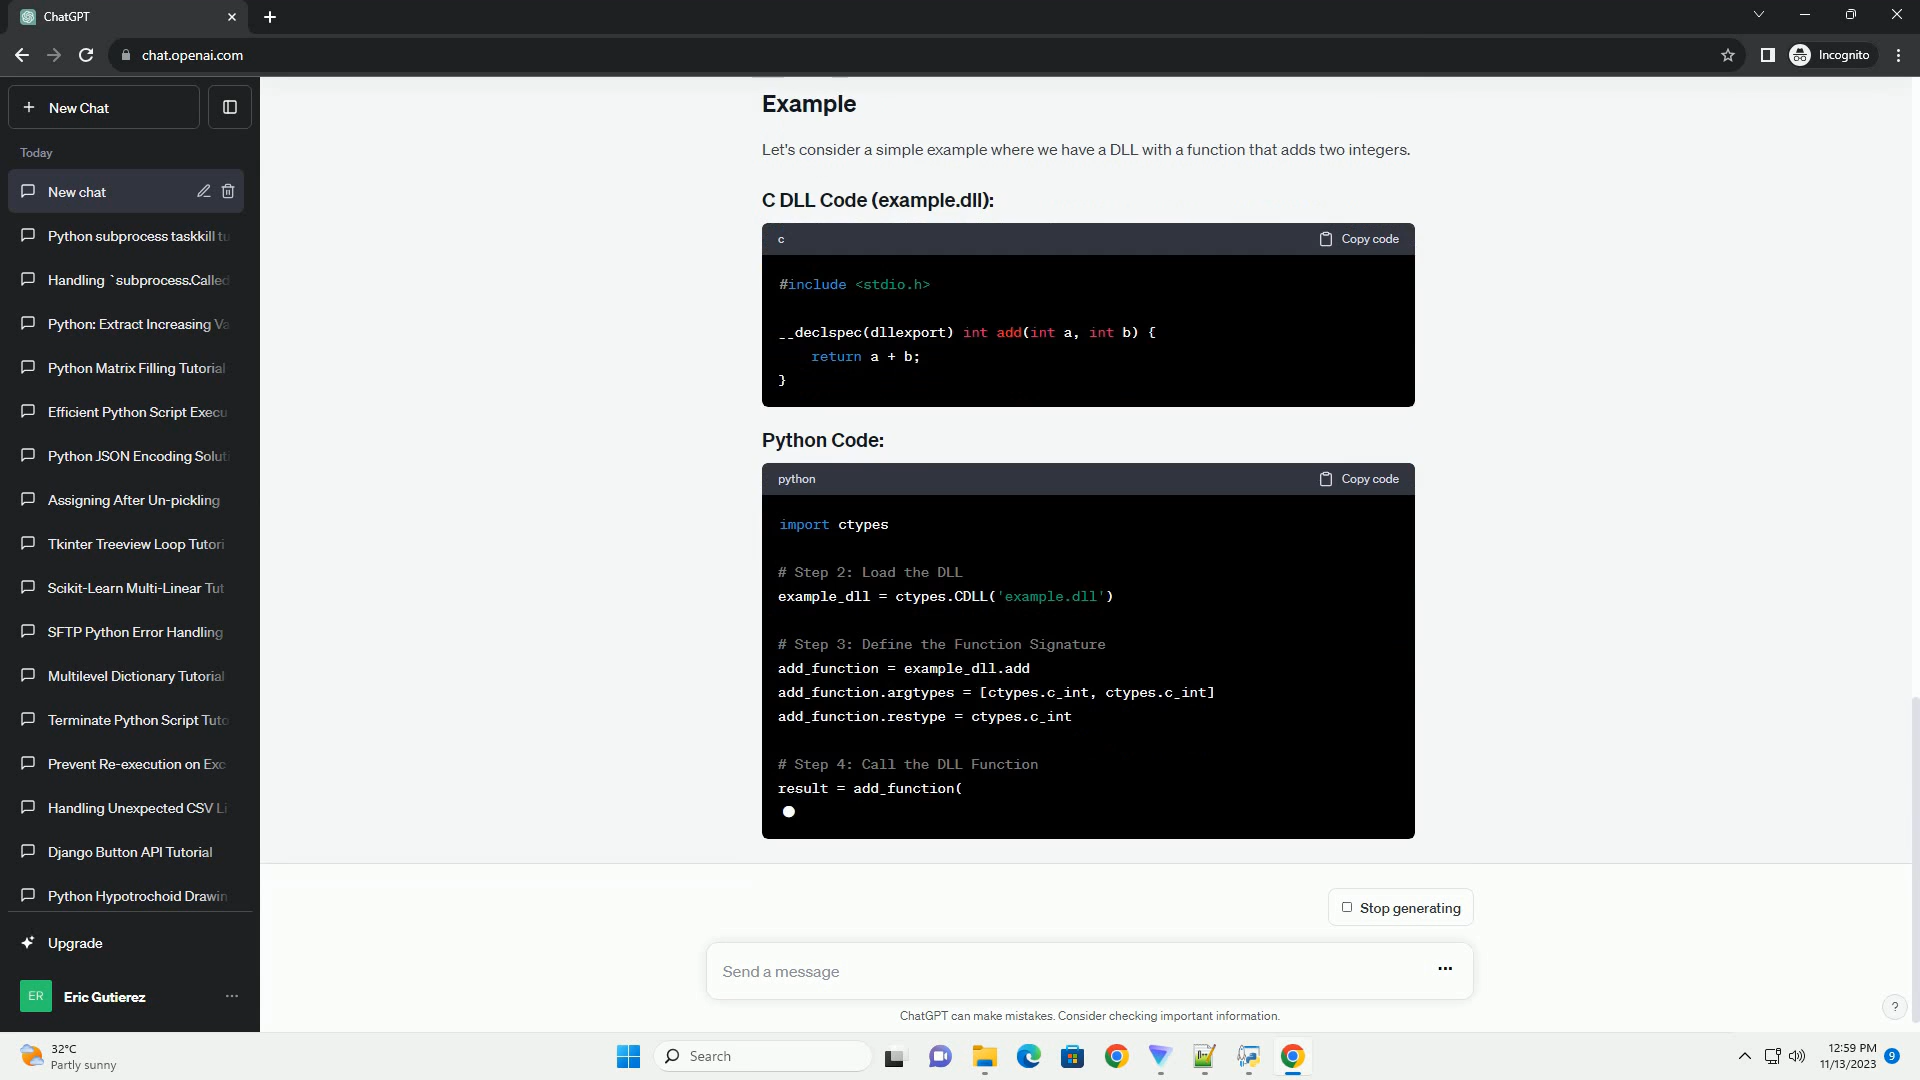 ChatGPT
chat.openai.com
Incognito
New Chat
Today
New chat
Python subprocess taskkill tu
Handling `subprocess.Called
Python: Extract Increasing Va
Python Matrix Filling Tutorial
Efficient Python Script Execu
Python JSON Encoding Solut
Assigning After Un-pickling
Tkinter Treeview Loop Tutori
Scikit-Learn Multi-Linear Tut
SFTP Python Error Handling
Multilevel Dictionary Tutorial
Terminate Python Script Tuto
Prevent Re-execution on Exc
Handling Unexpected CSV Li
Django Button API Tutorial
Python Hypotrochoid Drawin
Upgrade
ER
Eric Gutierez
Example
Let's consider a simple example where we have a DLL with a function that adds two integers.
C DLL Code (example.dll):
c
Copy code
#include <stdio.h>
__declspec(dllexport) int add(int a, int b) {
return a + b;
}
Python Code:
python
Copy code
import ctypes
# Step 2: Load the DLL
example_dll = ctypes.CDLL('example.dll')
# Step 3: Define the Function Signature
add_function = example_dll.add
add_function.argtypes = [ctypes.c_int, ctypes.c_int]
add_function.restype = ctypes.c_int
# Step 4: Call the DLL Function
result = add_function(
Stop generating
Send a message
ChatGPT can make mistakes. Consider checking important information.
?
32°C
Partly sunny
Search
12:59 PM
11/13/2023
9